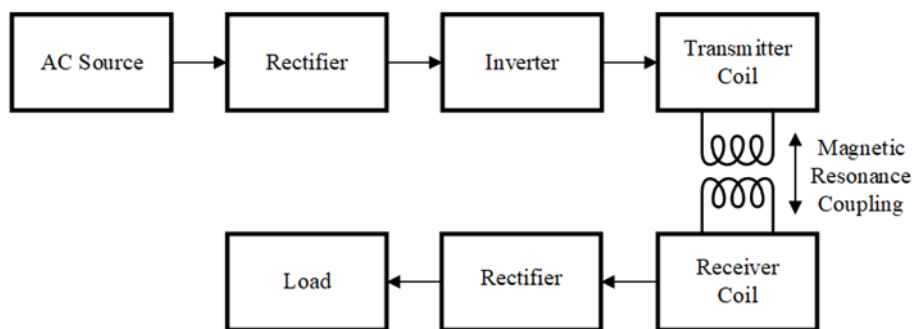 AC Source
Rectifier
Inverter
Transmitter
Coil
Magnetic
Resonance
Coupling
Load
Rectifier
Receiver
Coil